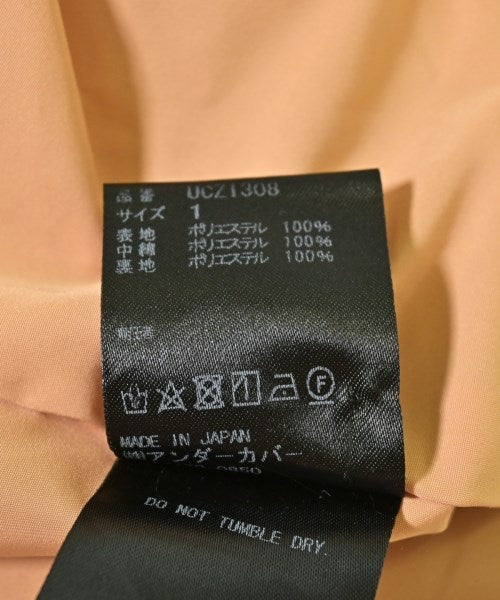 品番 UCZ1308
サイズ 1
表地 ポリエステル 100%
中綿 ポリエステル 100%
裏地 ポリエステル 100%
F
MADE IN JAPAN
(株)アンダーカバー
DO NOT TUMBLE DRY.